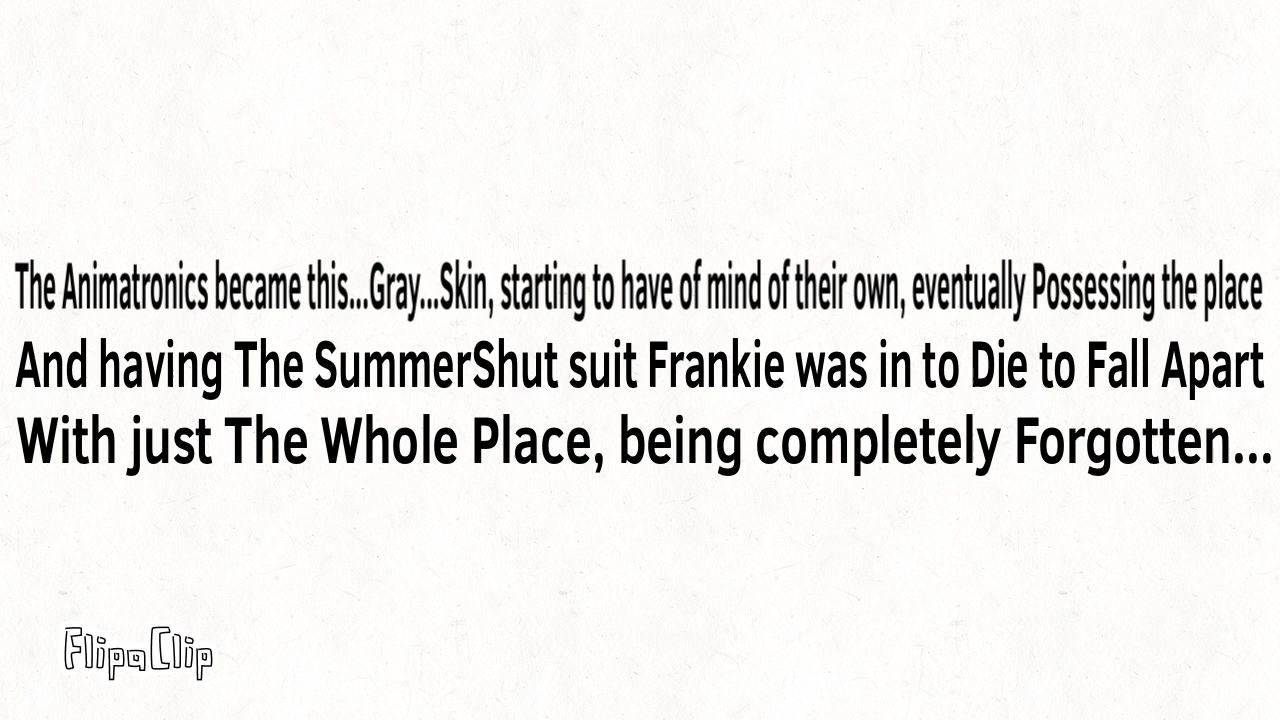 The Animatronics became this...Gray...Skin, starting to have of mind of their own, eventually Possessing the place
And having The SummerShut suit Frankie was in to Die to Fall Apart
With just The Whole Place, being completely Forgotten...
FlipaClip